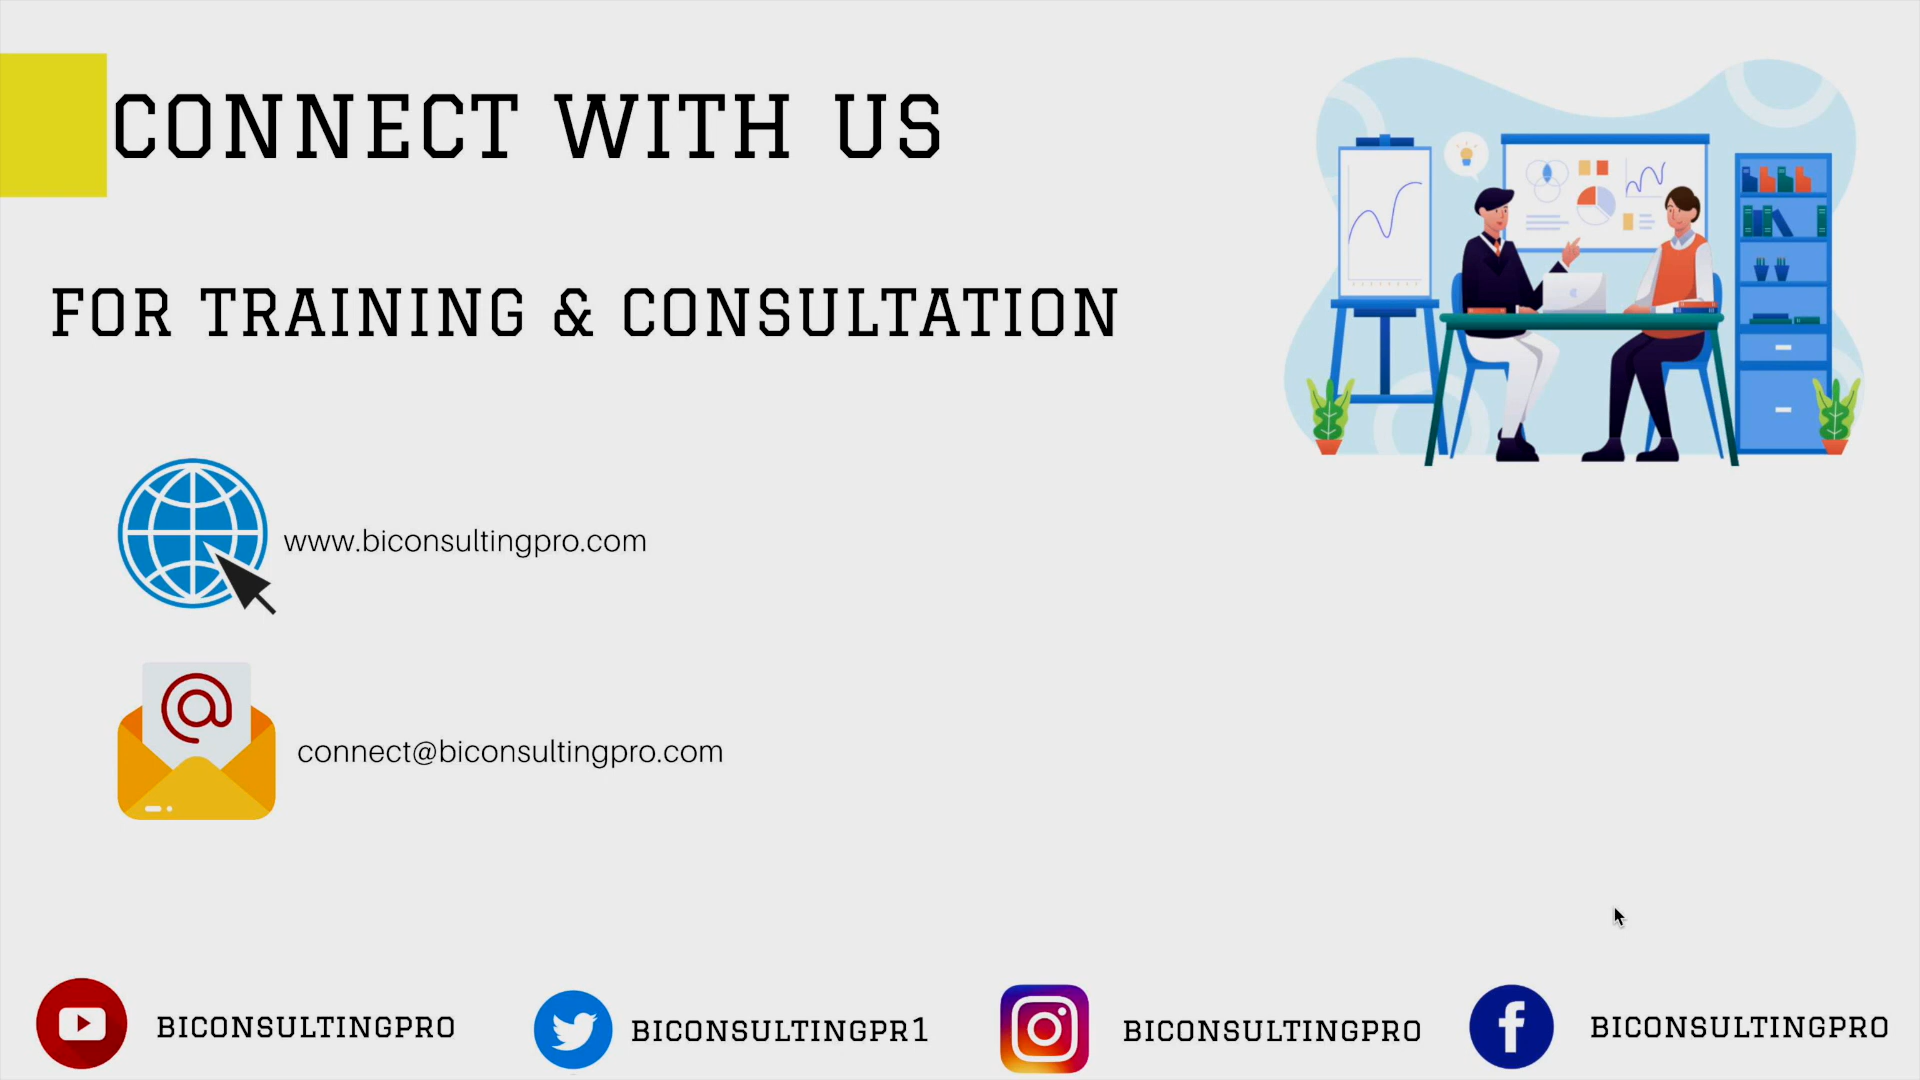 CONNECT WITH US
FOR TRAINING & CONSULTATION
www.biconsultingpro.com
connect@biconsultingpro.com
BICONSULTINGPRO
BICONSULTINGPR1
BICONSULTINGPRO
BICONSULTINGPRO